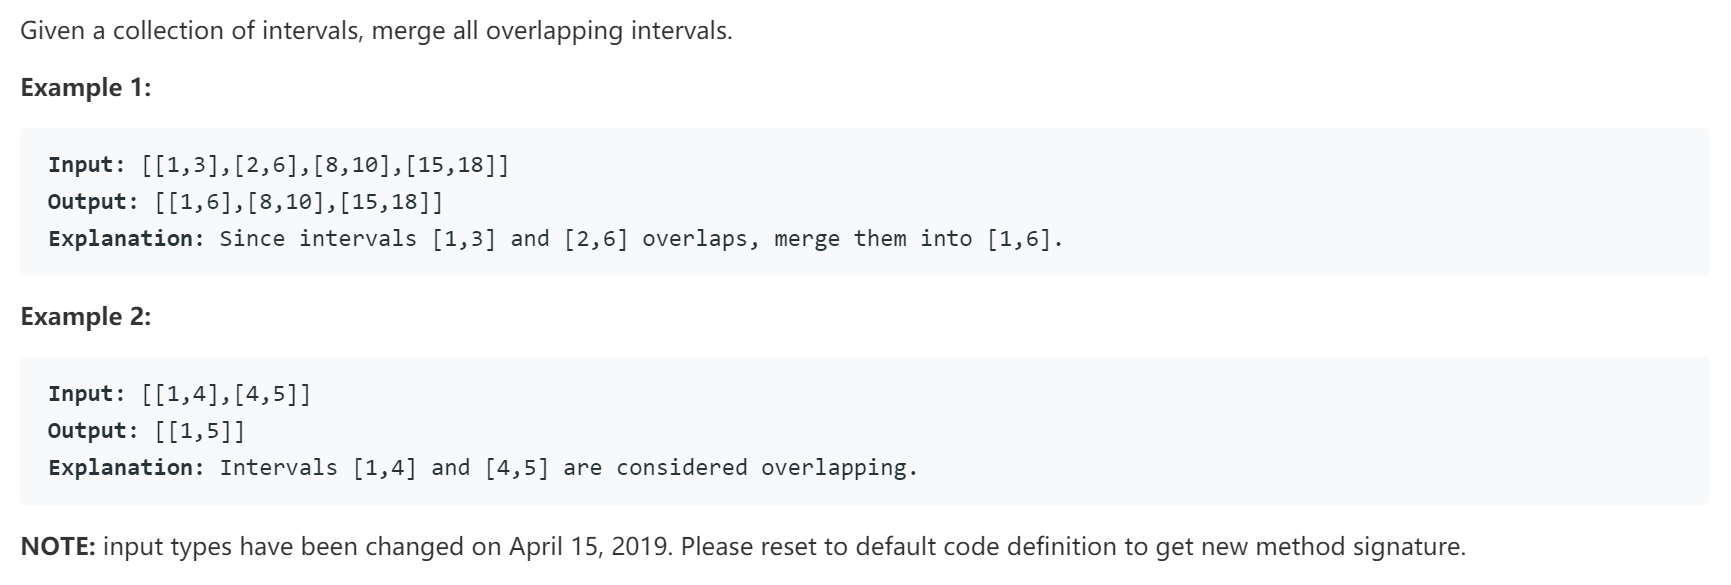 Given a collection of intervals, merge all overlapping intervals.
Example 1:
Input: [[1,3],[2,6],[8,10],[15,18]]
Output: [[1,6],[8,10],[15,18]]
Explanation: Since intervals [1,3] and [2,6] overlaps, merge them into [1,6].
Example 2:
Input: [[1,4],[4,5]]
Output: [[1,5]]
Explanation: Intervals [1,4] and [4,5] are considered overlapping.
NOTE: input types have been changed on April 15, 2019. Please reset to default code definition to get new method signature.